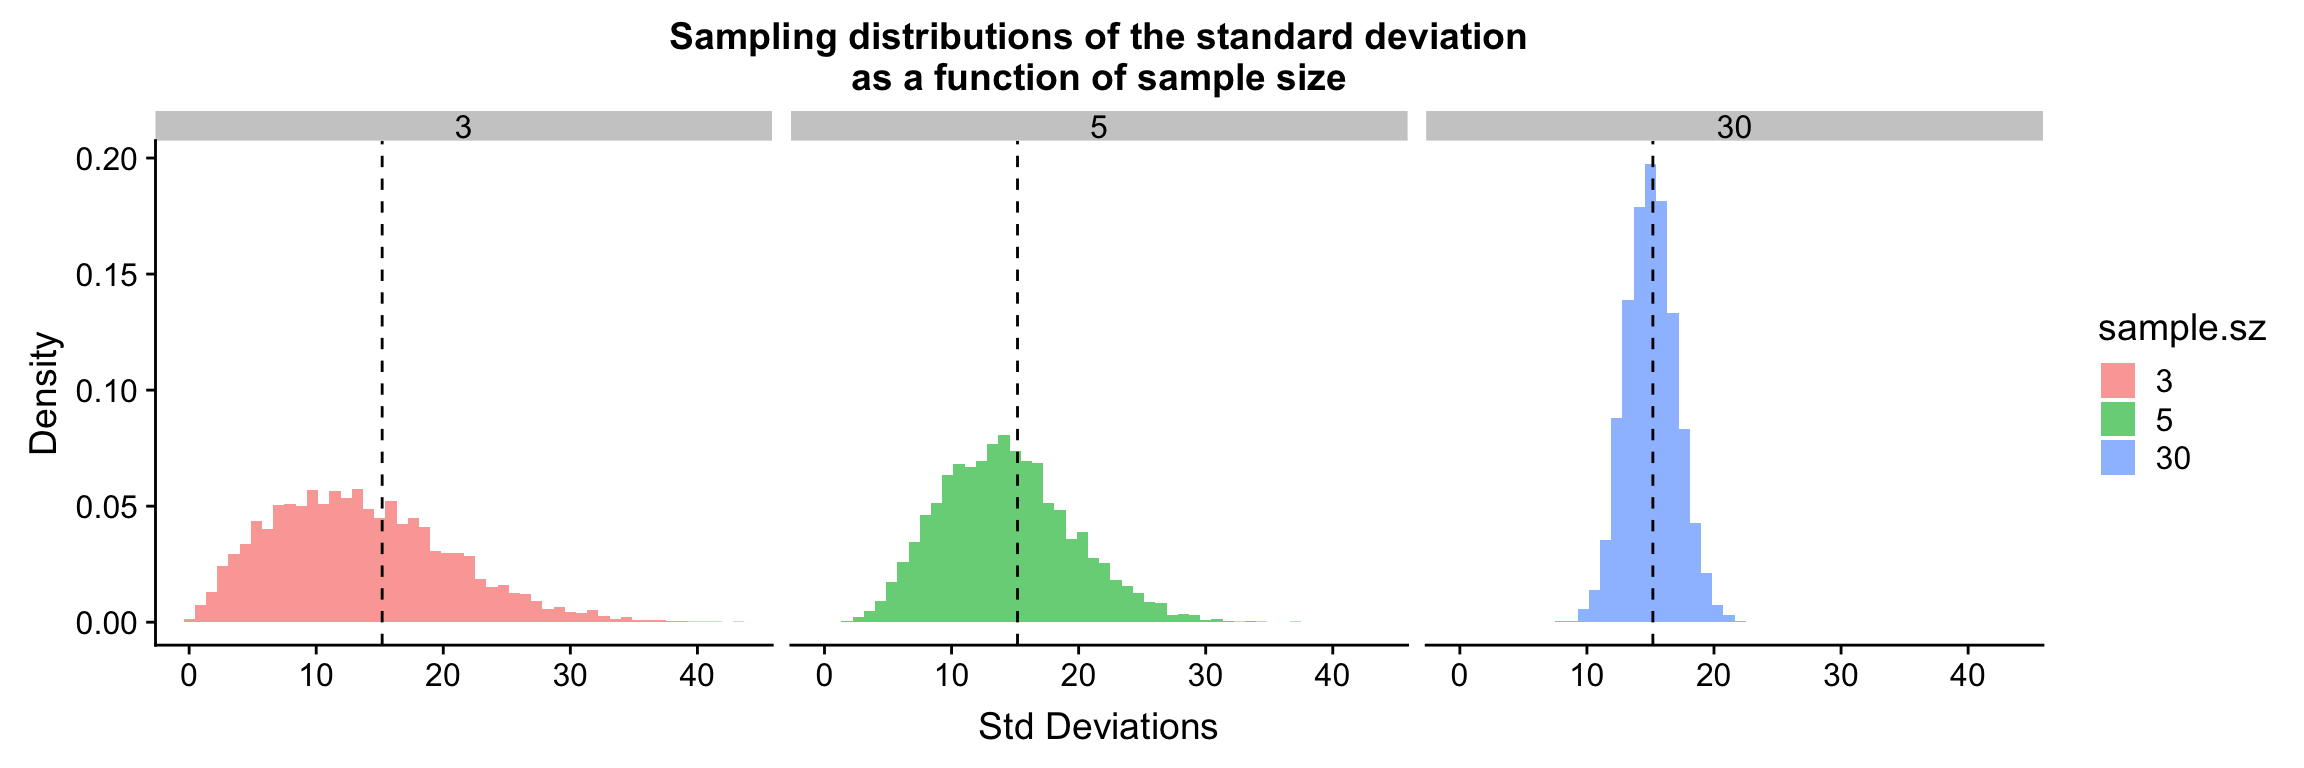 Sampling distributions of the standard deviation
as a function of sample size
3 5 30
0.20
0.15
0.10
0.05
0.00
Density
0 10 20 30 40 0 10 20 30 40 0 10 20 30 40
Std Deviations
sample.sz
3
5
30